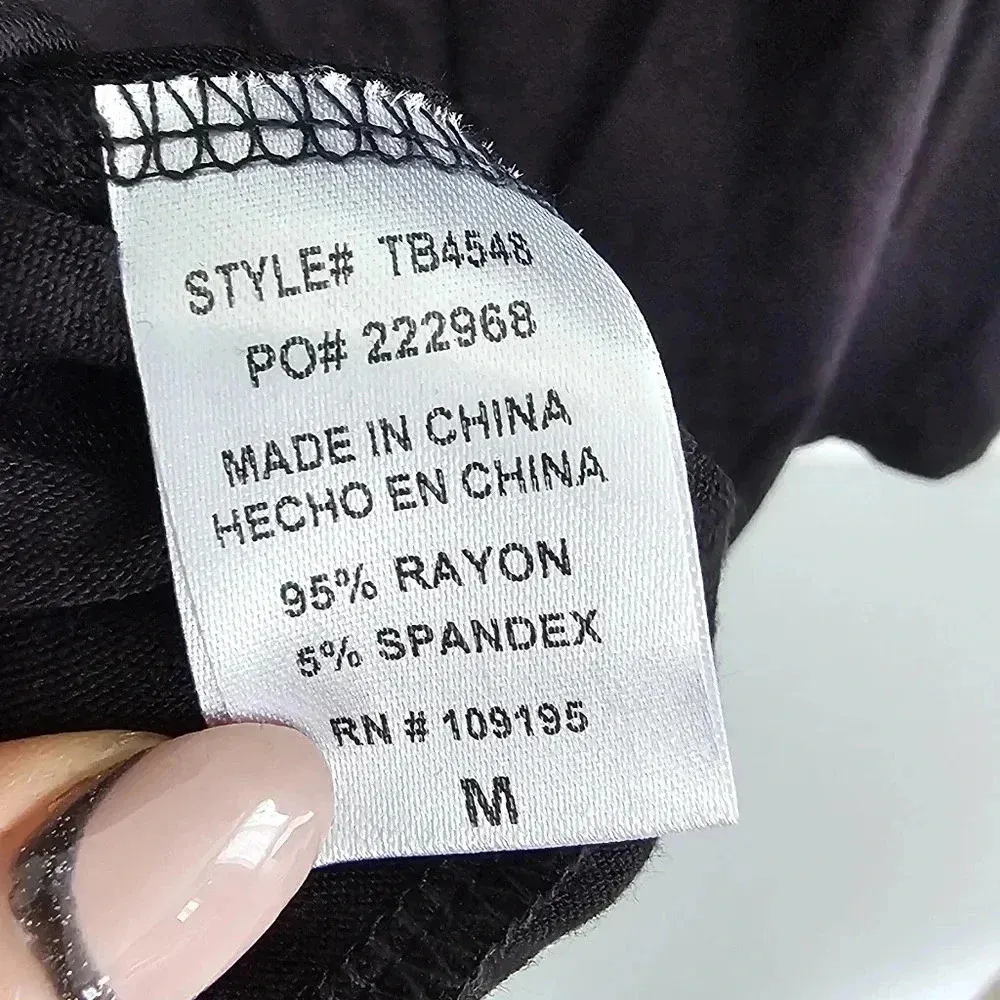 STYLE# TB4548
PO# 222968
MADE IN CHINA
HECHO EN CHINA
95% RAYON
5% SPANDEX
RN # 109195
M